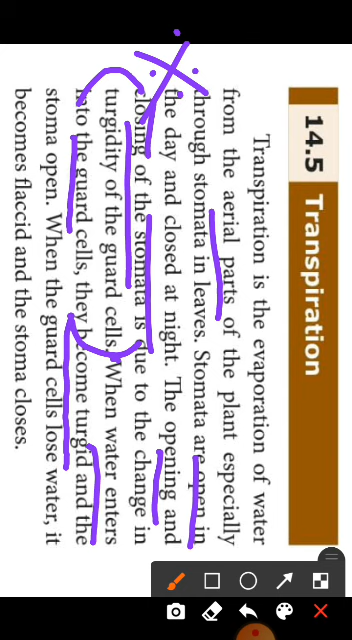 14.5 Transpiration
Transpiration is the evaporation of water
from the aerial parts of the plant especially
through stomata in leaves. Stomata are open in
the day and closed at night. The opening and
closing of the stomata is due to the change in
turgidity of the guard cells. When water enters
into the guard cells, they become turgid and the
stoma open. When the guard cells lose water, it
becomes flaccid and the stoma closes.